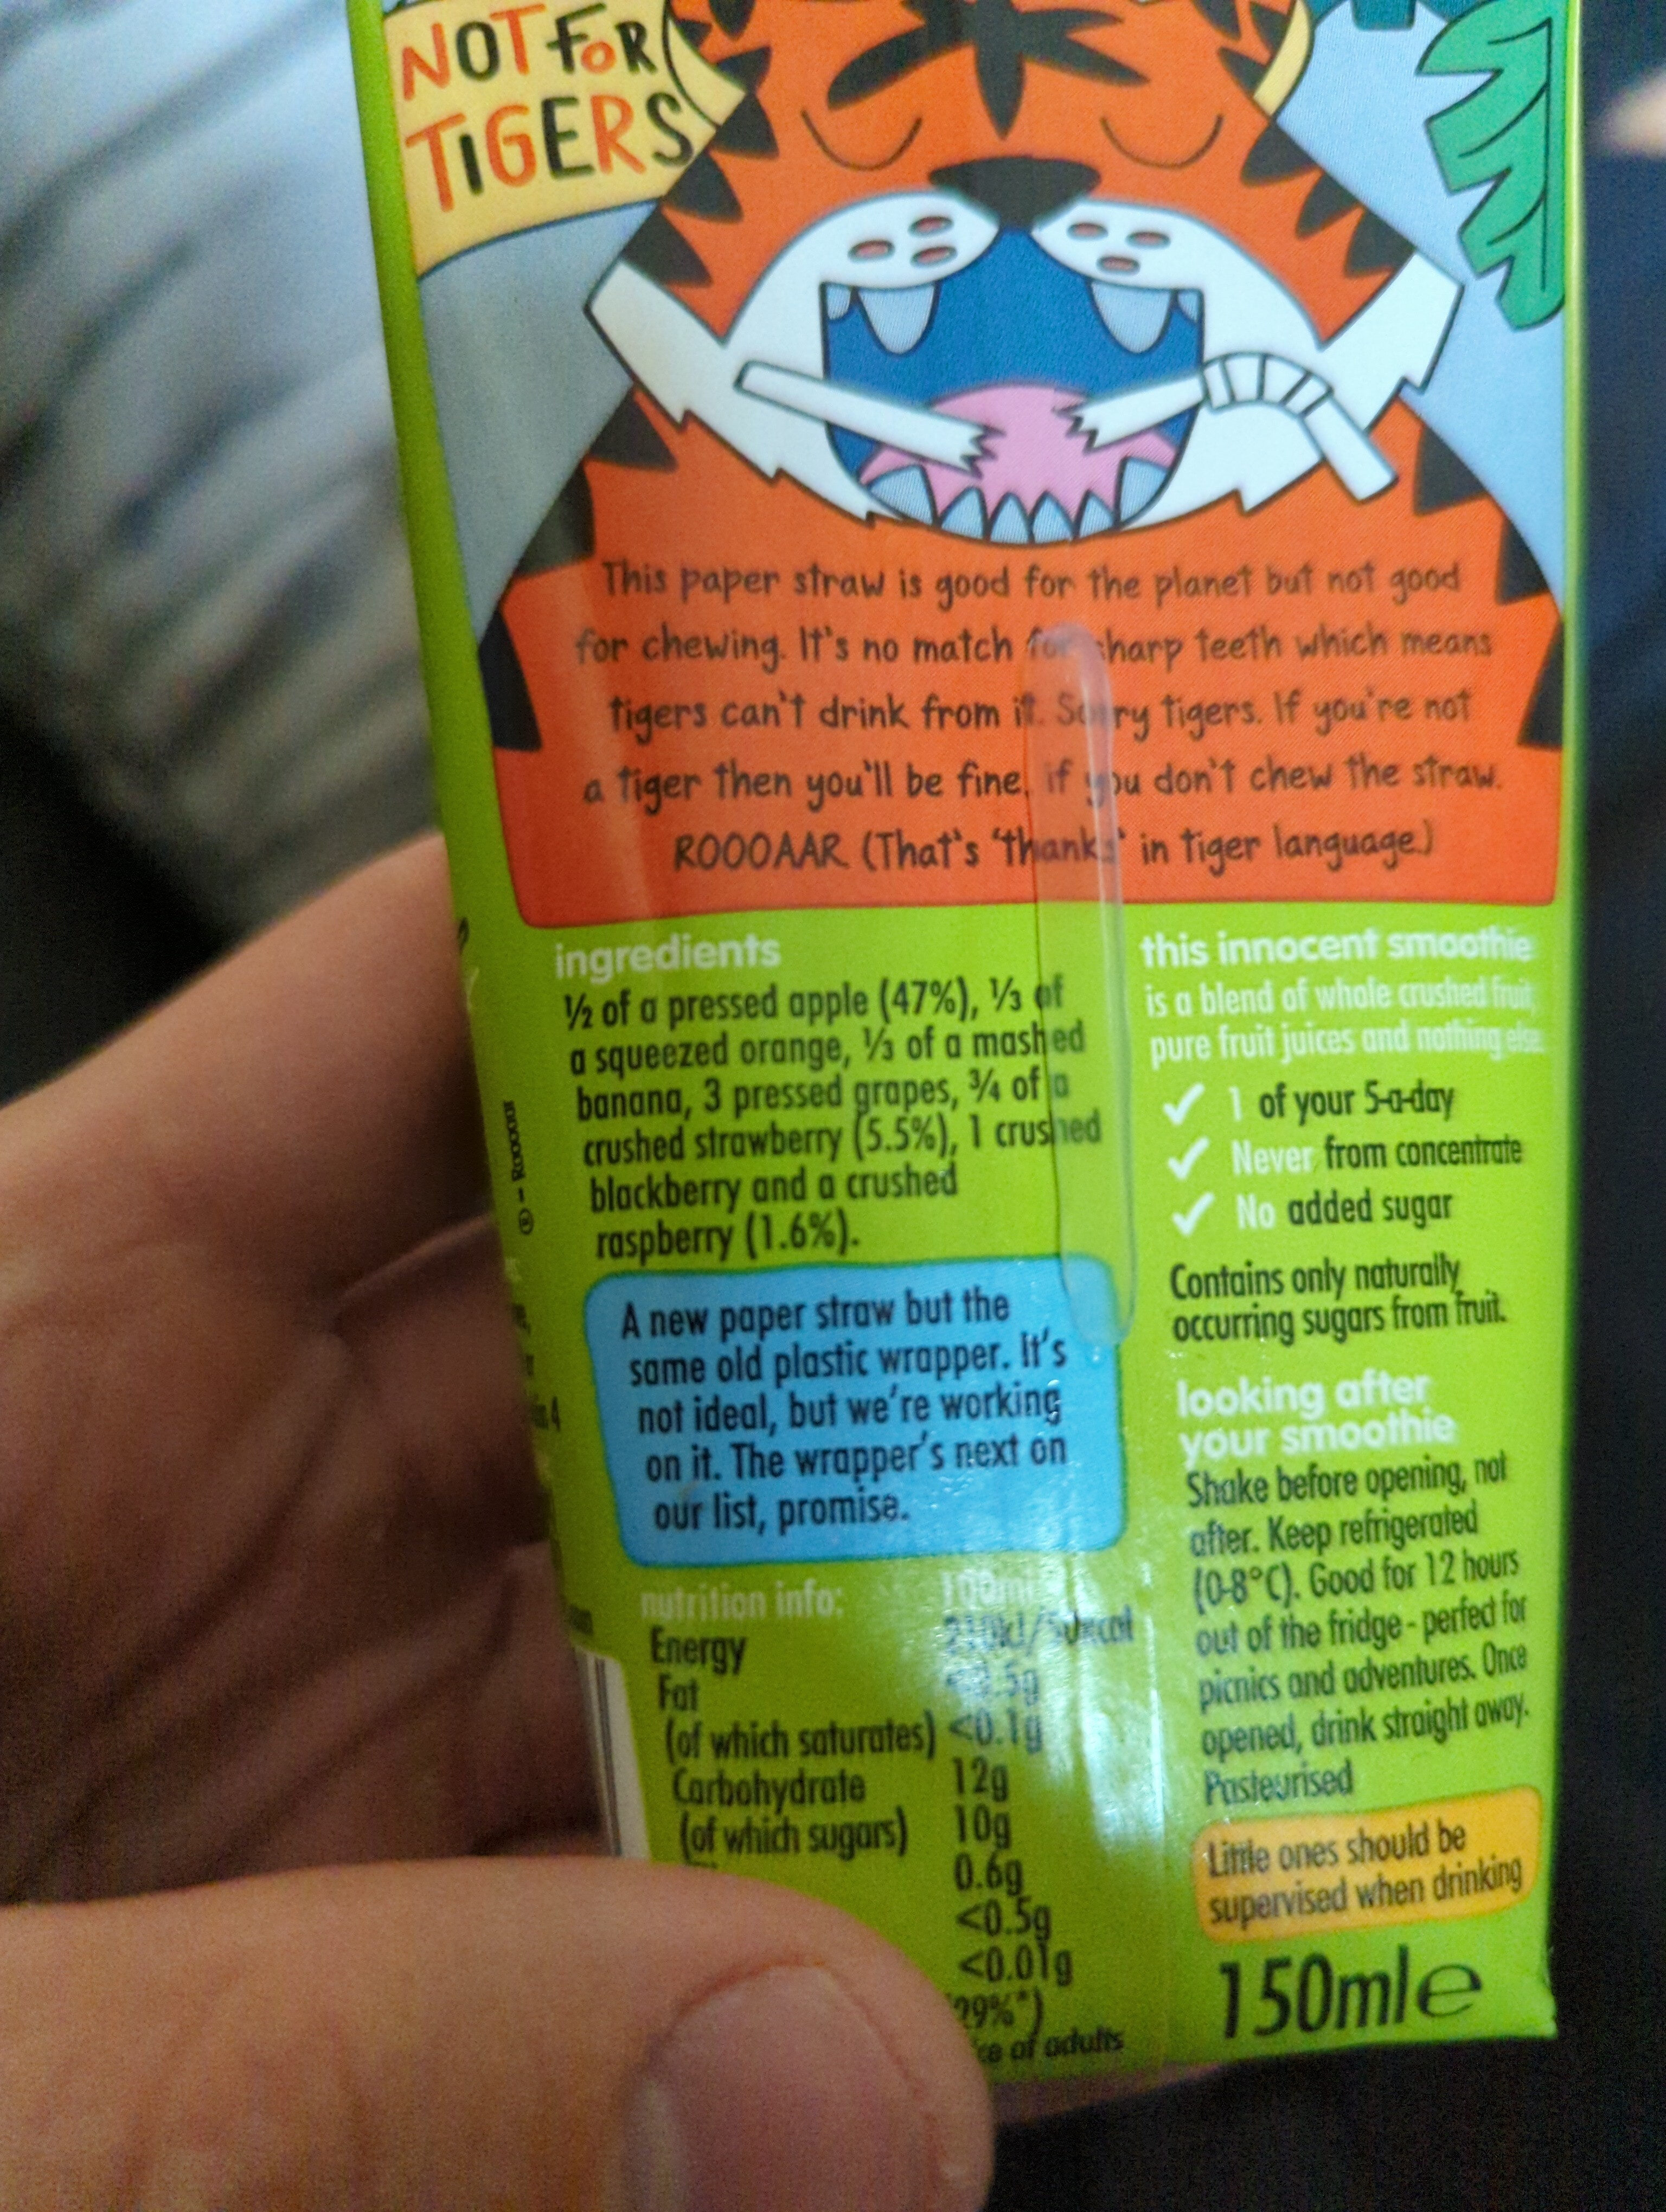 NOT FOR
TIGERS
This paper straw is good for the planet but not good
for chewing. It's no match for sharp teeth which means
tigers can't drink from it. Sorry tigers. If you're not
a tiger then you'll be fine, if you don't chew the straw.
ROOOAAR (That's 'thanks' in tiger language.)
ingredients
½ of a pressed apple (47%), ⅓ of
a squeezed orange, ⅓ of a mashed
banana, 3 pressed grapes, ¾ of a
crushed strawberry (5.5%), 1 crushed
blackberry and a crushed
raspberry (1.6%).
A new paper straw but the
same old plastic wrapper. It's
not ideal, but we're working
on it. The wrapper's next on
our list, promise.
nutrition info: 100ml
Energy
Fat
(of which saturates) <0.1g
Carbohydrate 12g
(of which sugars) 10g
0.6g
<0.5g
<0.01g
29%*)
of adults
this innocent smoothie
is a blend of whole crushed fruit,
pure fruit juices and nothing else.
✓ 1 of your 5-a-day
✓ Never from concentrate
✓ No added sugar
Contains only naturally
occurring sugars from fruit.
looking after
your smoothie
Shake before opening, not
after. Keep refrigerated
(0-8°C). Good for 12 hours
out of the fridge - perfect for
picnics and adventures. Once
opened, drink straight away.
Pasteurised
Little ones should be
supervised when drinking
150ml e